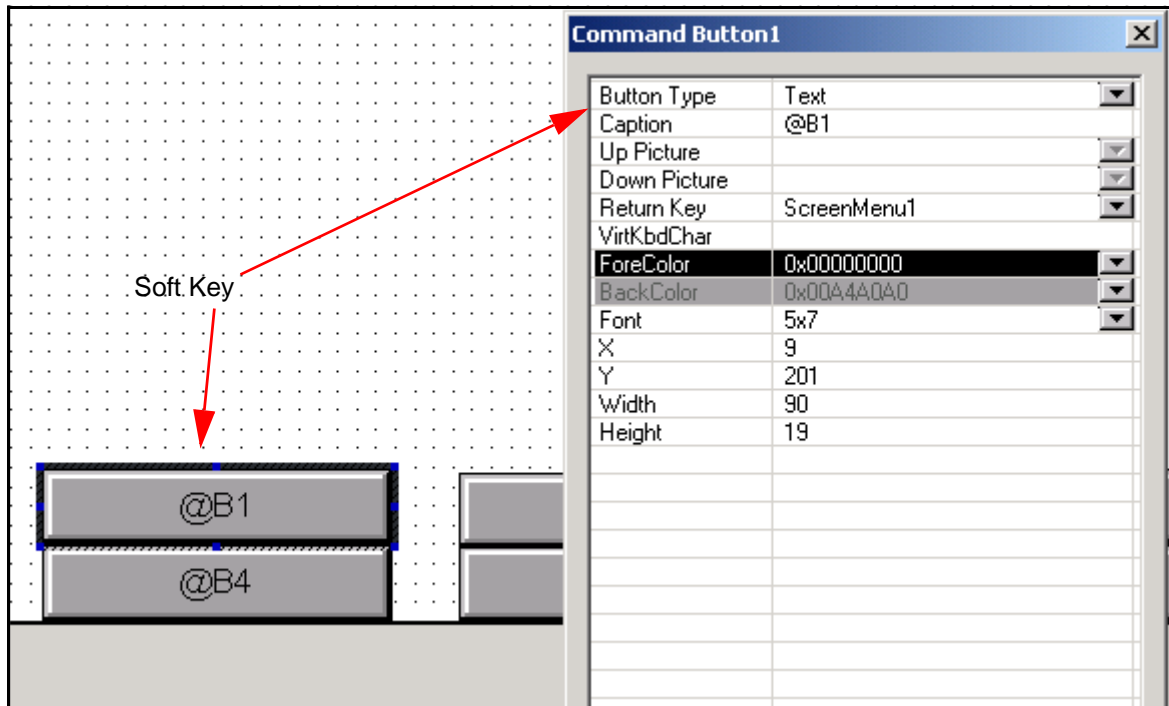 Command Button1
Button Type Text
Caption @B1
Up Picture
Down Picture
Return Key ScreenMenu1
VirtKbdChar
ForeColor 0x00000000
BackColor 0x00A4A0A0
Font 5x7
X 9
Y 201
Width 90
Height 19
Soft Key
@B1
@B4